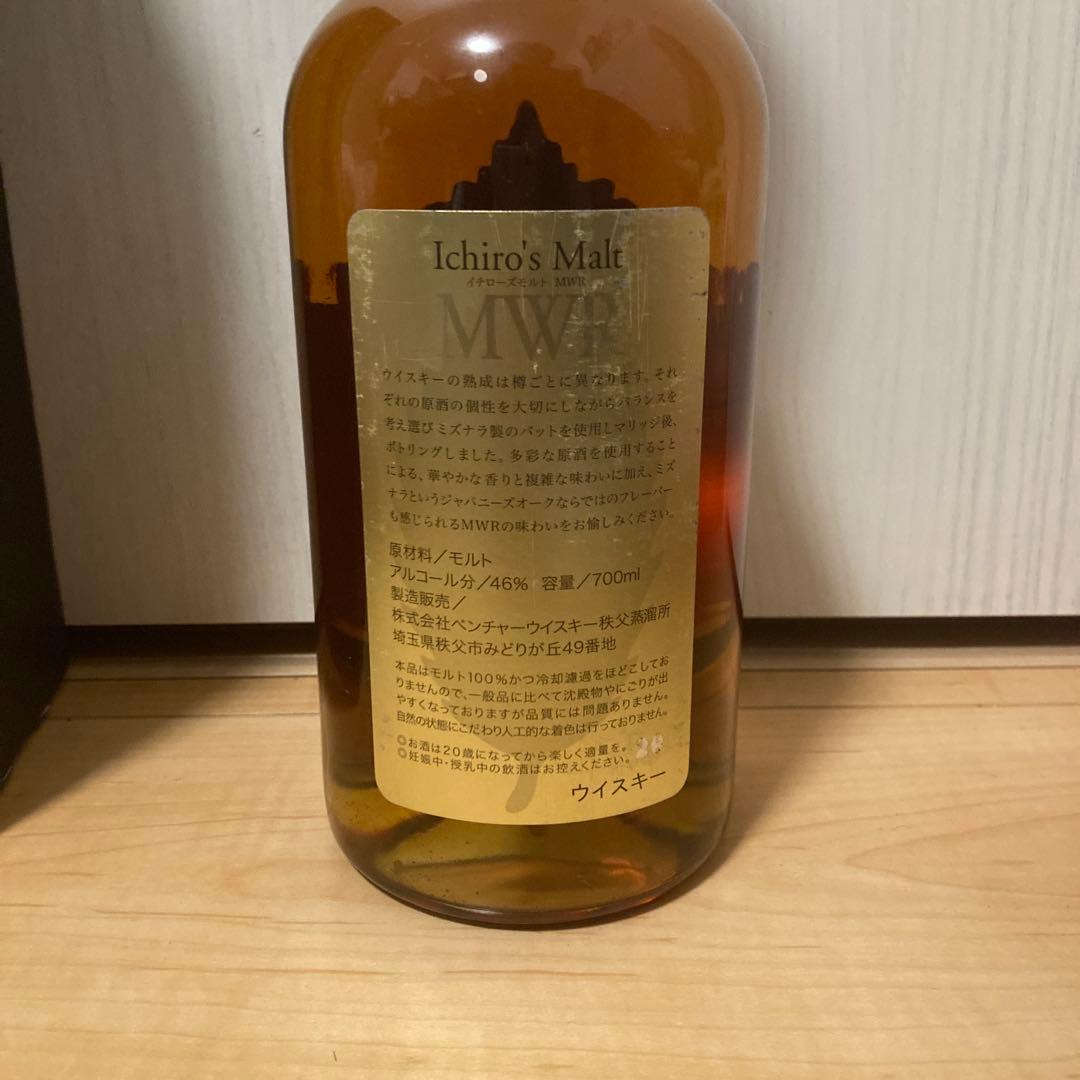 Ichiro's Malt
イチローズモルト MWR
MWR
ウイスキーの熟成は樽ごとに異なります。それ
ぞれの原酒の個性を大切にしながらバランスを
考え選びミズナラ製のバットを使用しマリッジ後、
ボトリングしました。多彩な原酒を使用すること
による、華やかな香りと複雑な味わいに加え、ミズ
ナラというジャパニーズオークならではのフレーバー
も感じられるMWRの味わいをお愉しみください。
原材料／モルト
アルコール分／46% 容量／700ml
製造販売／
株式会社ベンチャーウイスキー秩父蒸溜所
埼玉県秩父市みどりが丘49番地
本品はモルト100%かつ冷却濾過をほどこしてお
りませんので、一般品に比べて沈殿物やにごりが出
やすくなっておりますが品質には問題ありません。
自然の状態にこだわり人工的な着色は行っておりません。
◎お酒は20歳になってから楽しく適量を。
◎妊娠中・授乳中の飲酒はお控えください。
ウイスキー